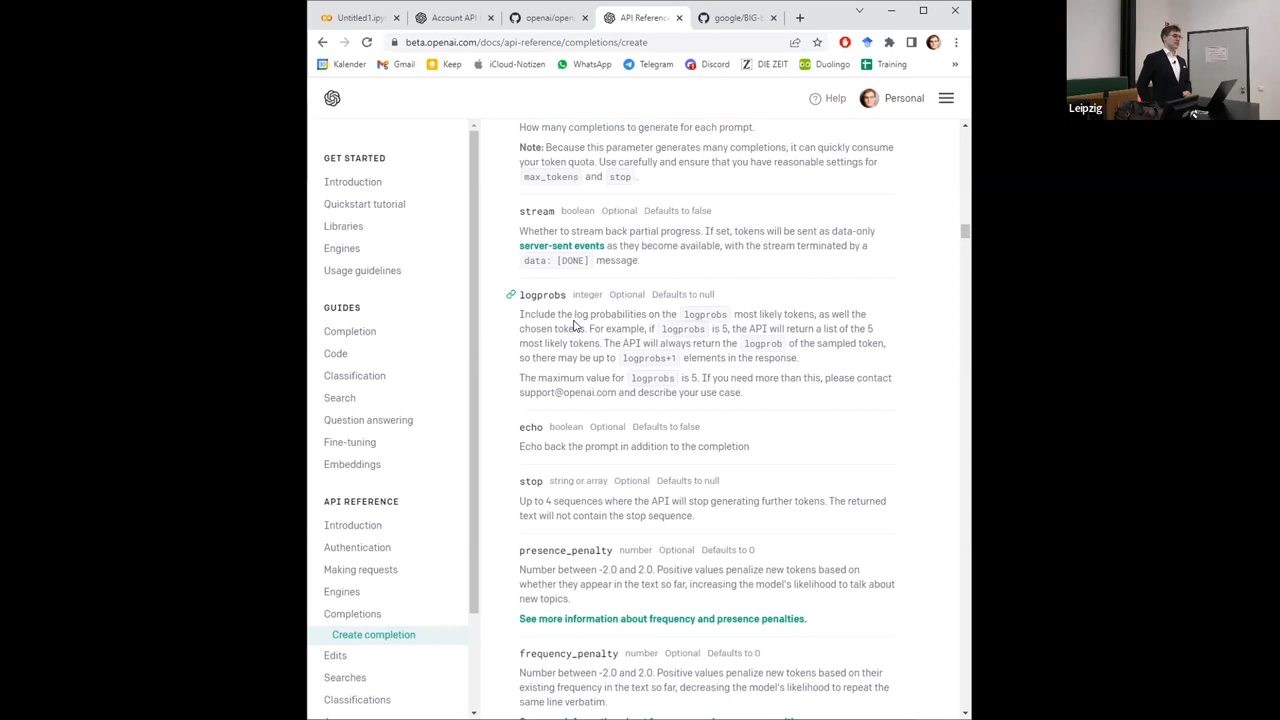 Untitled1.ipy
Account API
openai/open
API Referenc
google/BIG-b
beta.openai.com/docs/api-reference/completions/create
Kalender
Gmail
Keep
iCloud-Notizen
WhatsApp
Telegram
Discord
DIE ZEIT
Duolingo
Training
»
Help
Personal
GET STARTED
Introduction
Quickstart tutorial
Libraries
Engines
Usage guidelines
GUIDES
Completion
Code
Classification
Search
Question answering
Fine-tuning
Embeddings
API REFERENCE
Introduction
Authentication
Making requests
Engines
Completions
Create completion
Edits
Searches
Classifications
How many completions to generate for each prompt.
Note: Because this parameter generates many completions, it can quickly consume
your token quota. Use carefully and ensure that you have reasonable settings for
max_tokens and stop.
stream boolean Optional Defaults to false
Whether to stream back partial progress. If set, tokens will be sent as data-only
server-sent events as they become available, with the stream terminated by a
data: [DONE] message.
logprobs integer Optional Defaults to null
Include the log probabilities on the logprobs most likely tokens, as well the
chosen tokens. For example, if logprobs is 5, the API will return a list of the 5
most likely tokens. The API will always return the logprob of the sampled token,
so there may be up to logprobs+1 elements in the response.
The maximum value for logprobs is 5. If you need more than this, please contact
support@openai.com and describe your use case.
echo boolean Optional Defaults to false
Echo back the prompt in addition to the completion
stop string or array Optional Defaults to null
Up to 4 sequences where the API will stop generating further tokens. The returned
text will not contain the stop sequence.
presence_penalty number Optional Defaults to 0
Number between -2.0 and 2.0. Positive values penalize new tokens based on
whether they appear in the text so far, increasing the model's likelihood to talk about
new topics.
See more information about frequency and presence penalties.
frequency_penalty number Optional Defaults to 0
Number between -2.0 and 2.0. Positive values penalize new tokens based on their
existing frequency in the text so far, decreasing the model's likelihood to repeat the
same line verbatim.
Leipzig